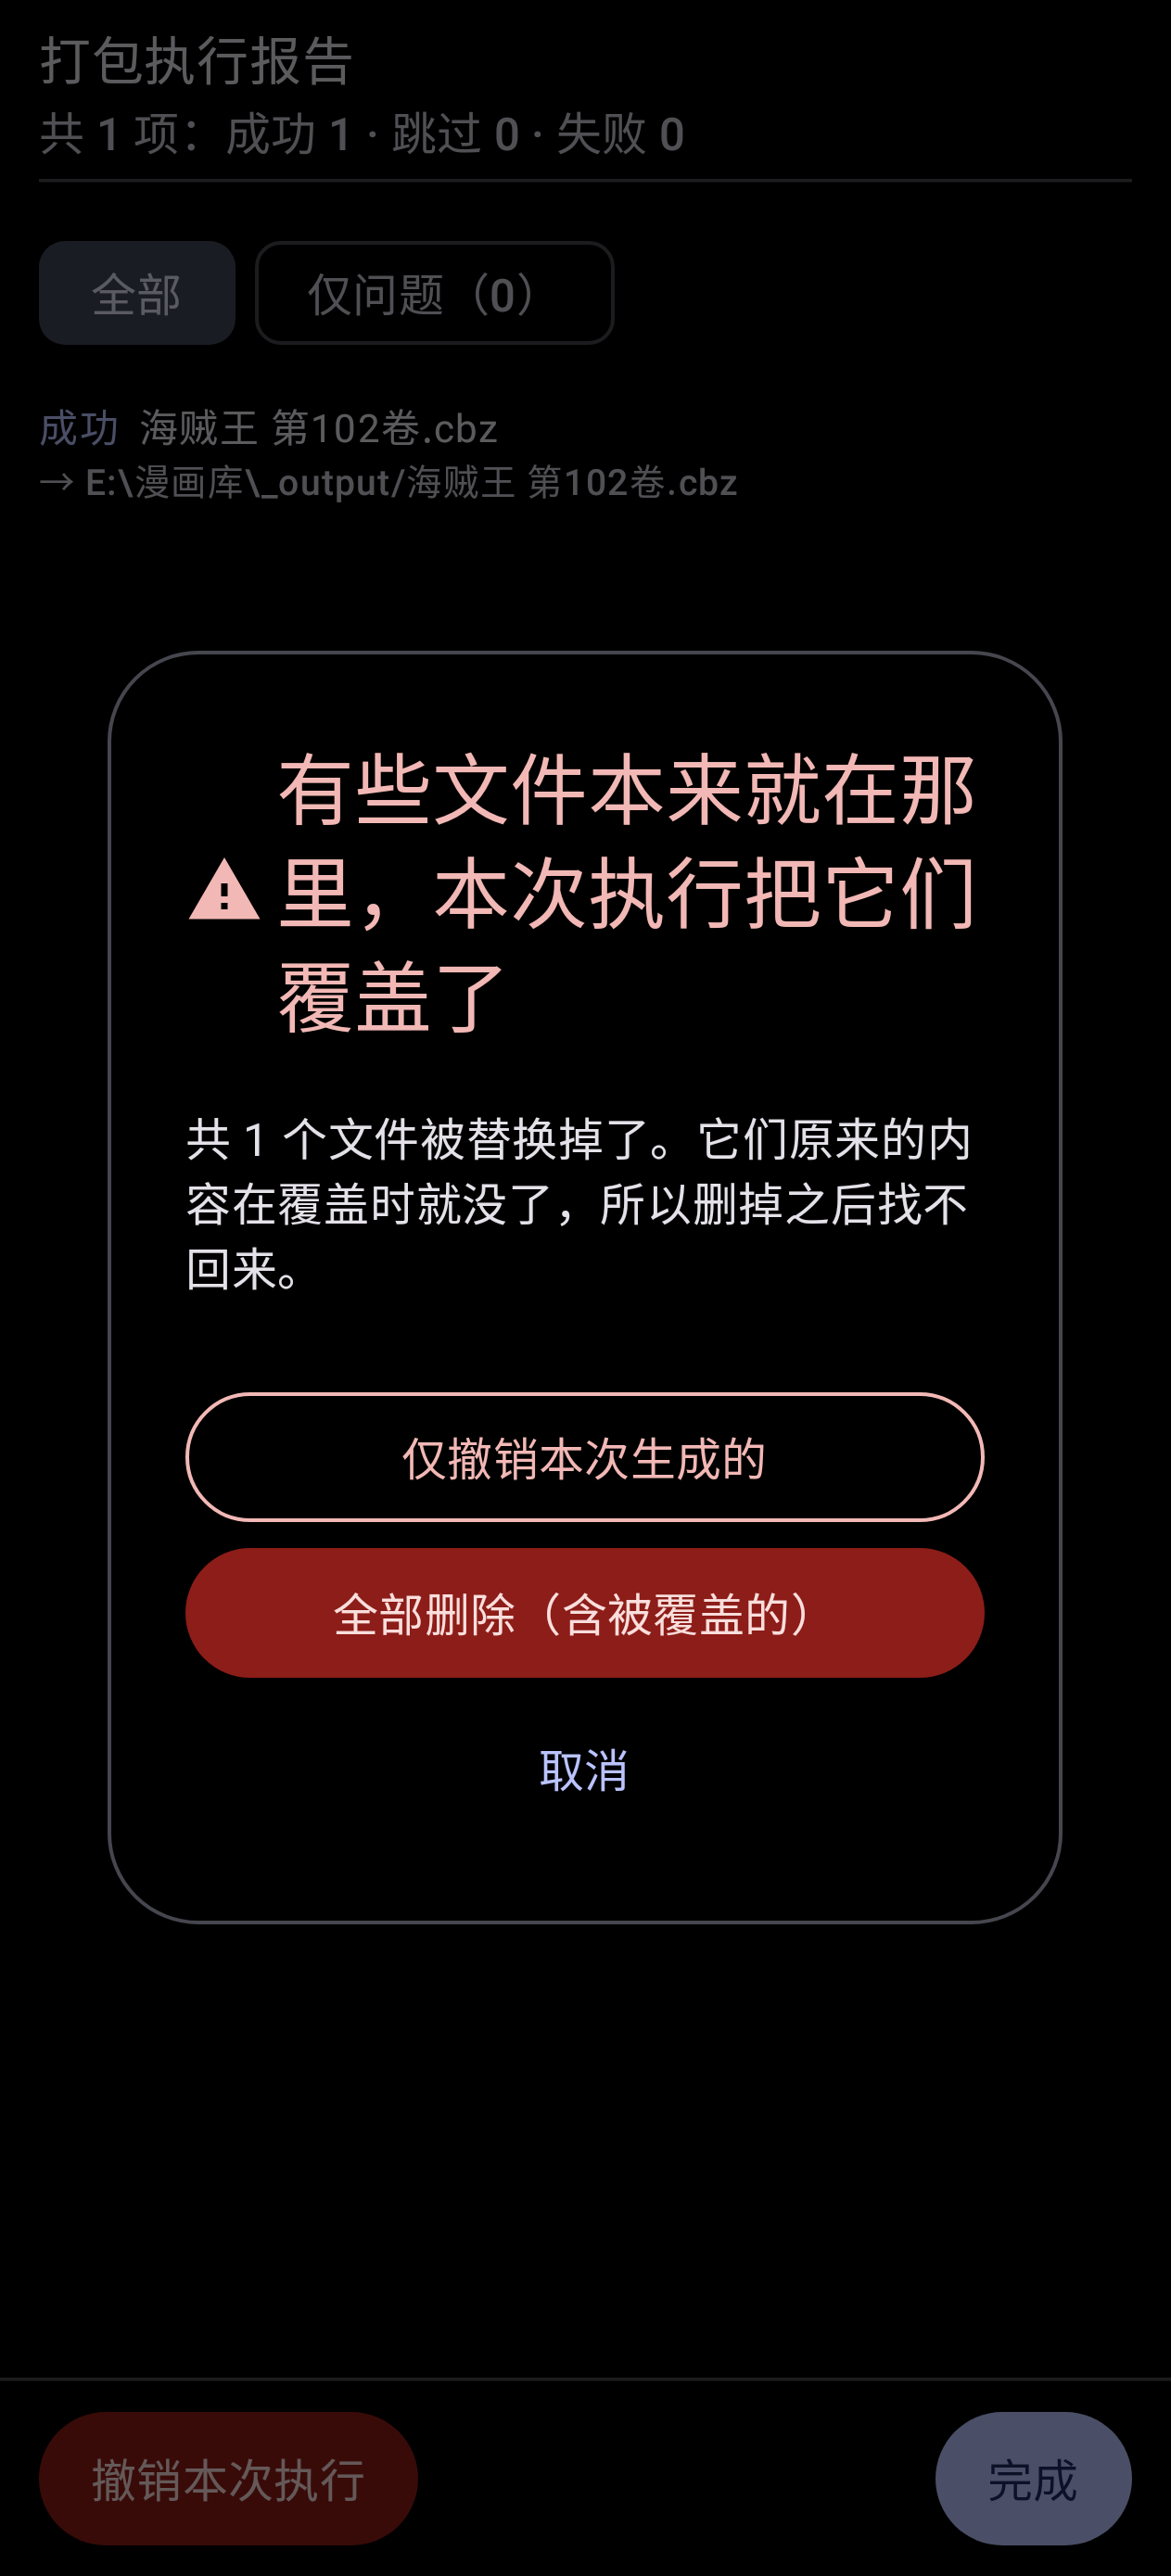 打包执行报告
共 1 项：成功 1 · 跳过 0 · 失败 0
全部
仅问题（0）
成功 海贼王 第102卷.cbz
→ E:\漫画库\_output/海贼王 第102卷.cbz
有些文件本来就在那
里，本次执行把它们
覆盖了
共 1 个文件被替换掉了。它们原来的内
容在覆盖时就没了，所以删掉之后找不
回来。
仅撤销本次生成的
全部删除（含被覆盖的）
取消
撤销本次执行
完成